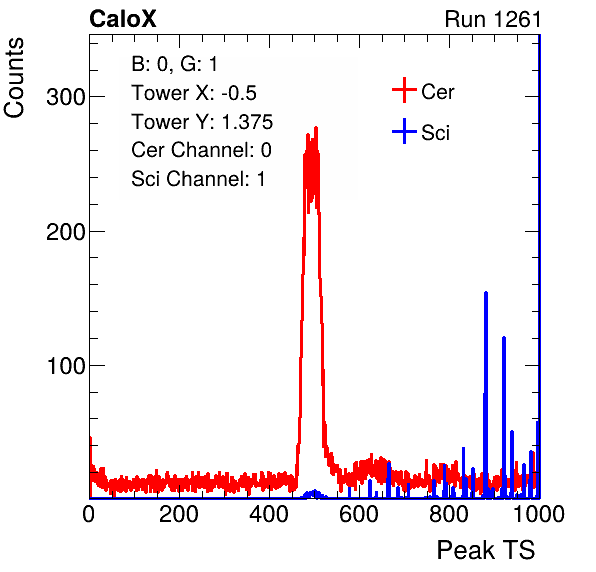 CaloX
Run 1261
Counts
B: 0, G: 1
Tower X: -0.5
Tower Y: 1.375
Cer Channel: 0
Sci Channel: 1
Cer
Sci
300
200
100
0 200 400 600 800 1000
Peak TS